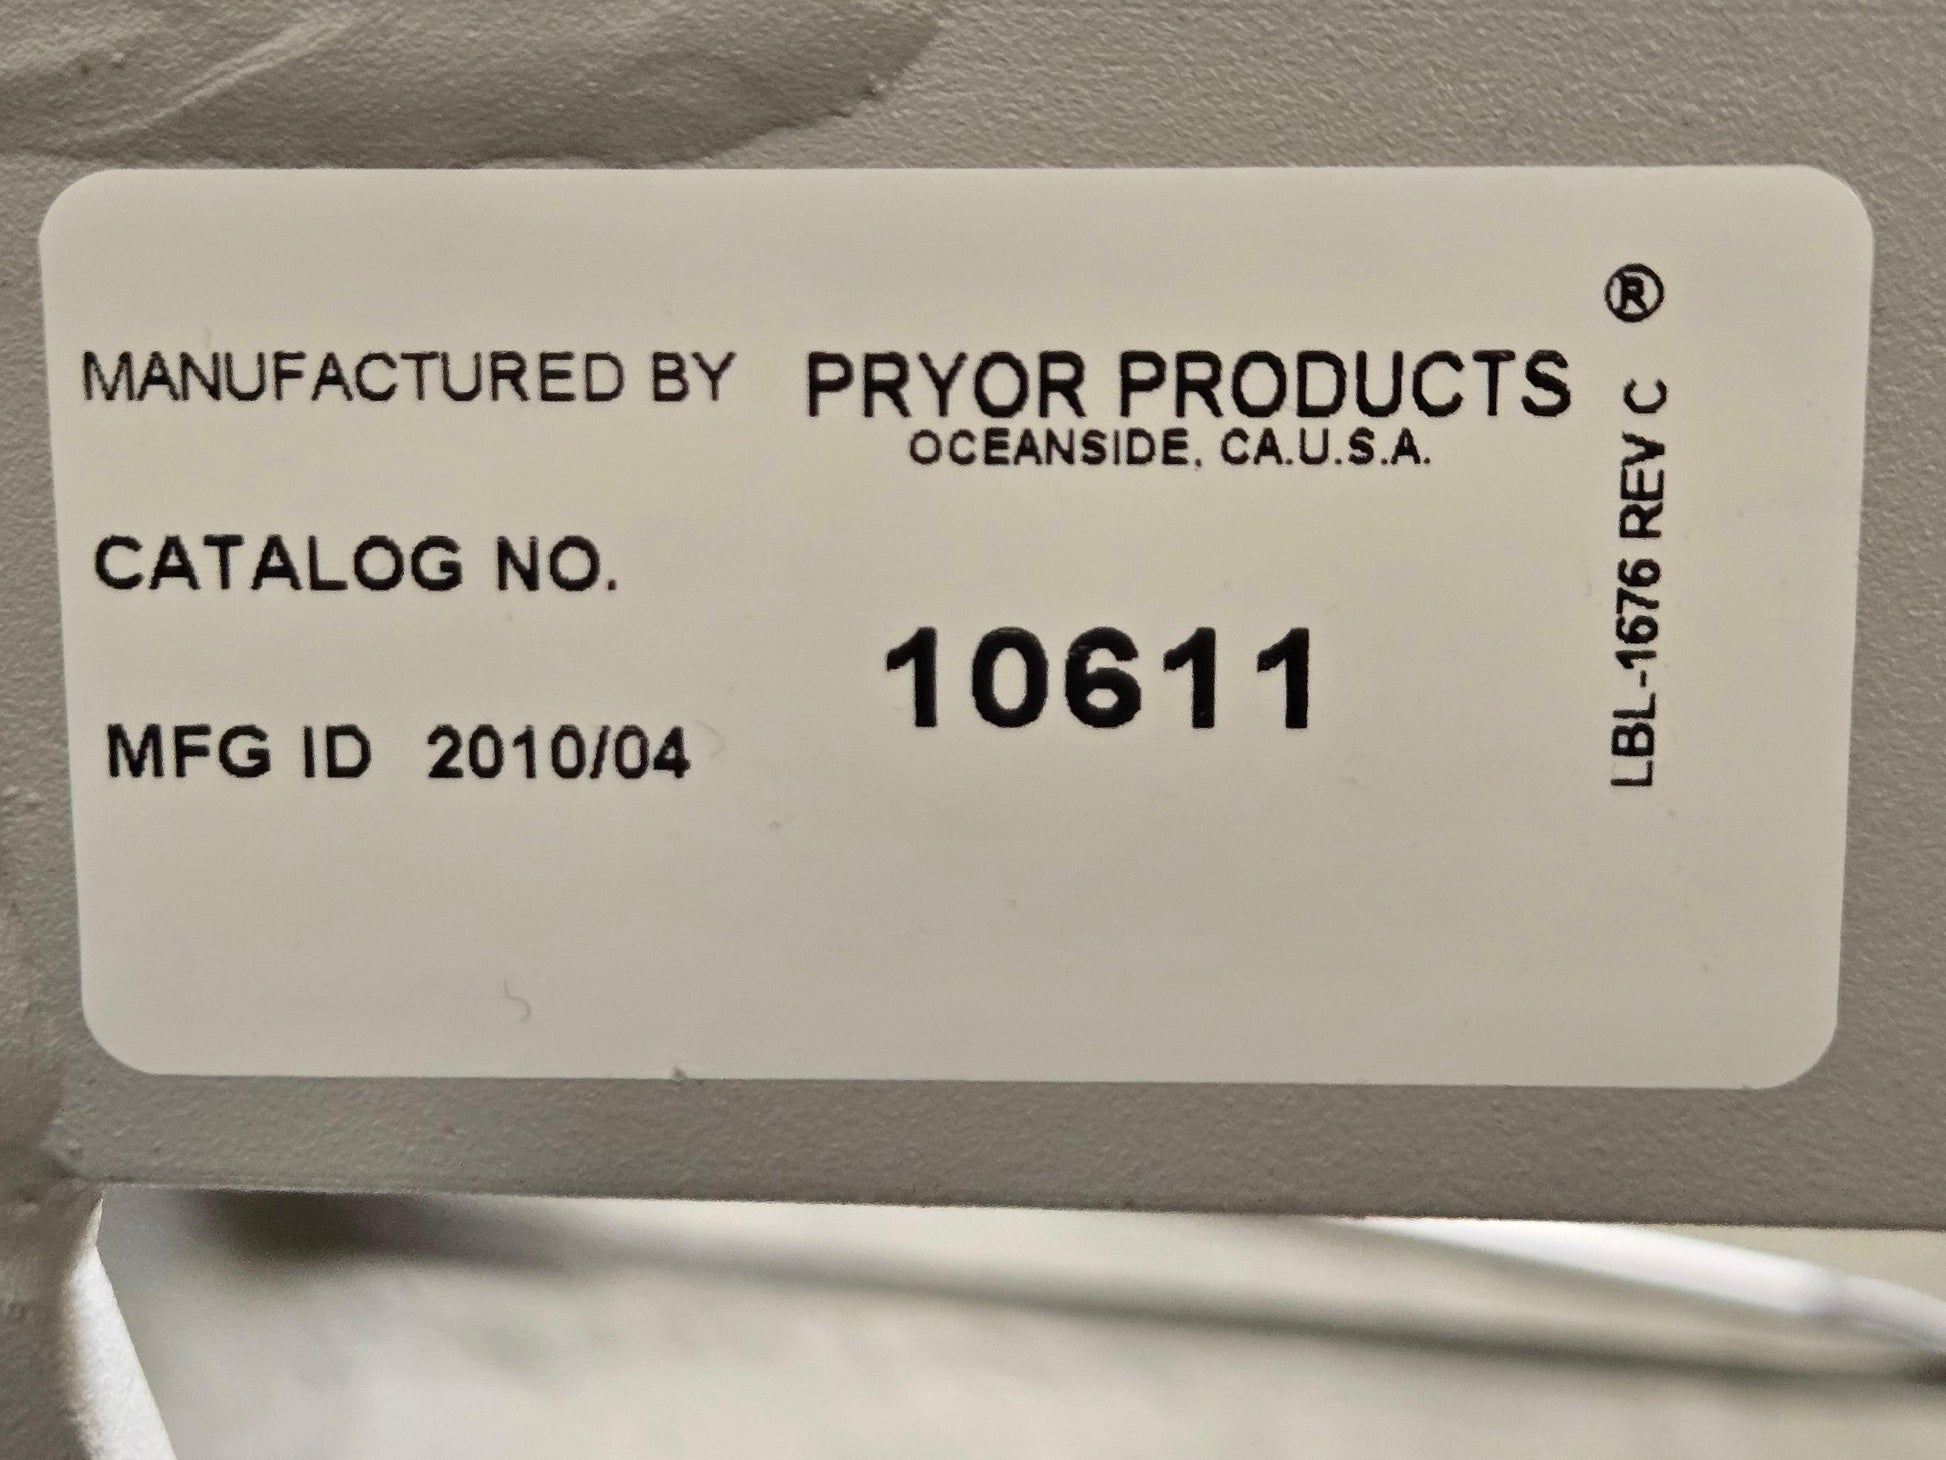 MANUFACTURED BY PRYOR PRODUCTS
OCEANSIDE, CA.U.S.A.
CATALOG NO.
10611
MFG ID 2010/04
LBL-1676 REV C ®